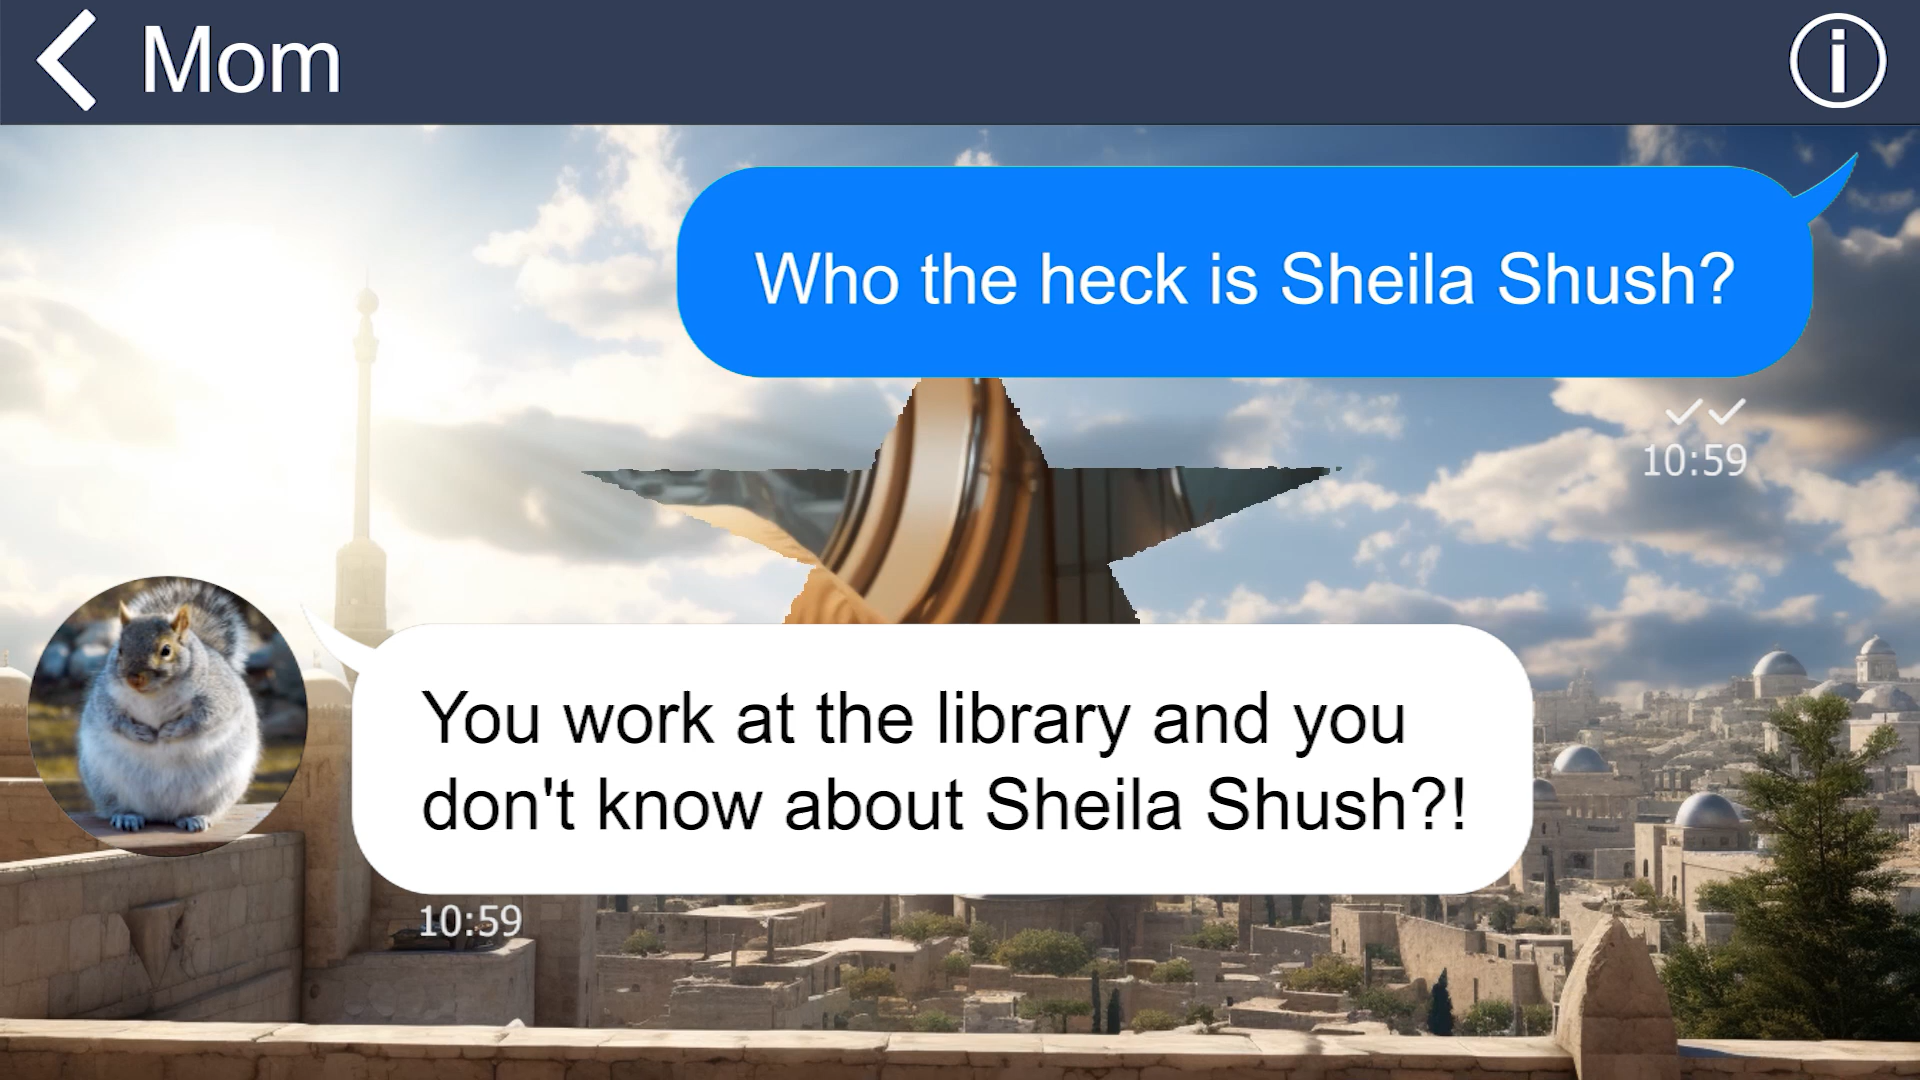 Mom
Who the heck is Sheila Shush?
10:59
You work at the library and you
don't know about Sheila Shush?!
10:59